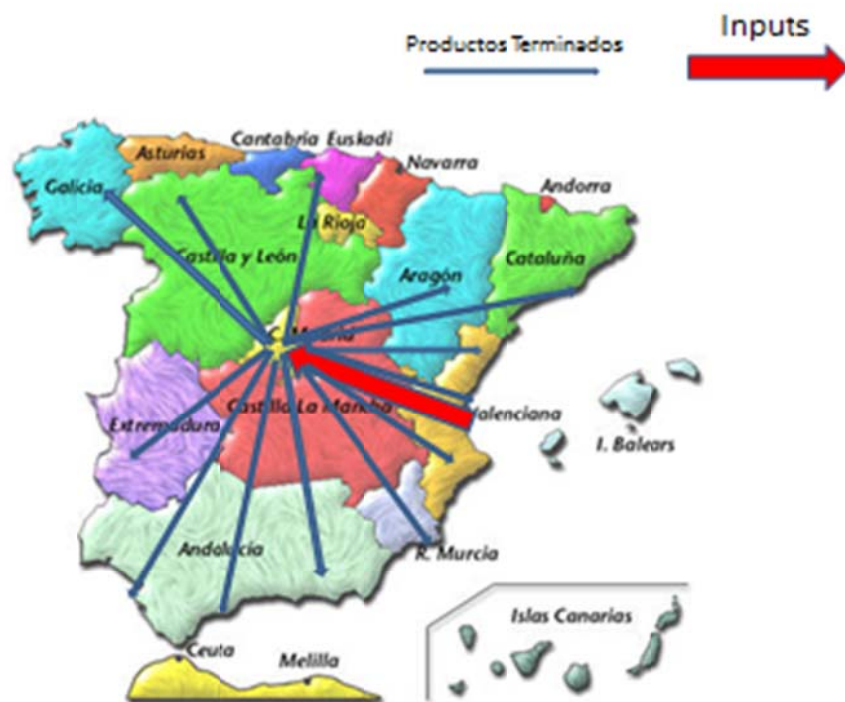 Inputs
Productos Terminados
Cantabria Euskadi
Asturias
Navarra
Galicia
Andorra
La Rioja
Castilla y León
Cataluña
Aragón
Castilla La Mancha
Valenciana
Extremadura
I. Balears
Andalucía
R. Murcia
Islas Canarias
Ceuta
Melilla